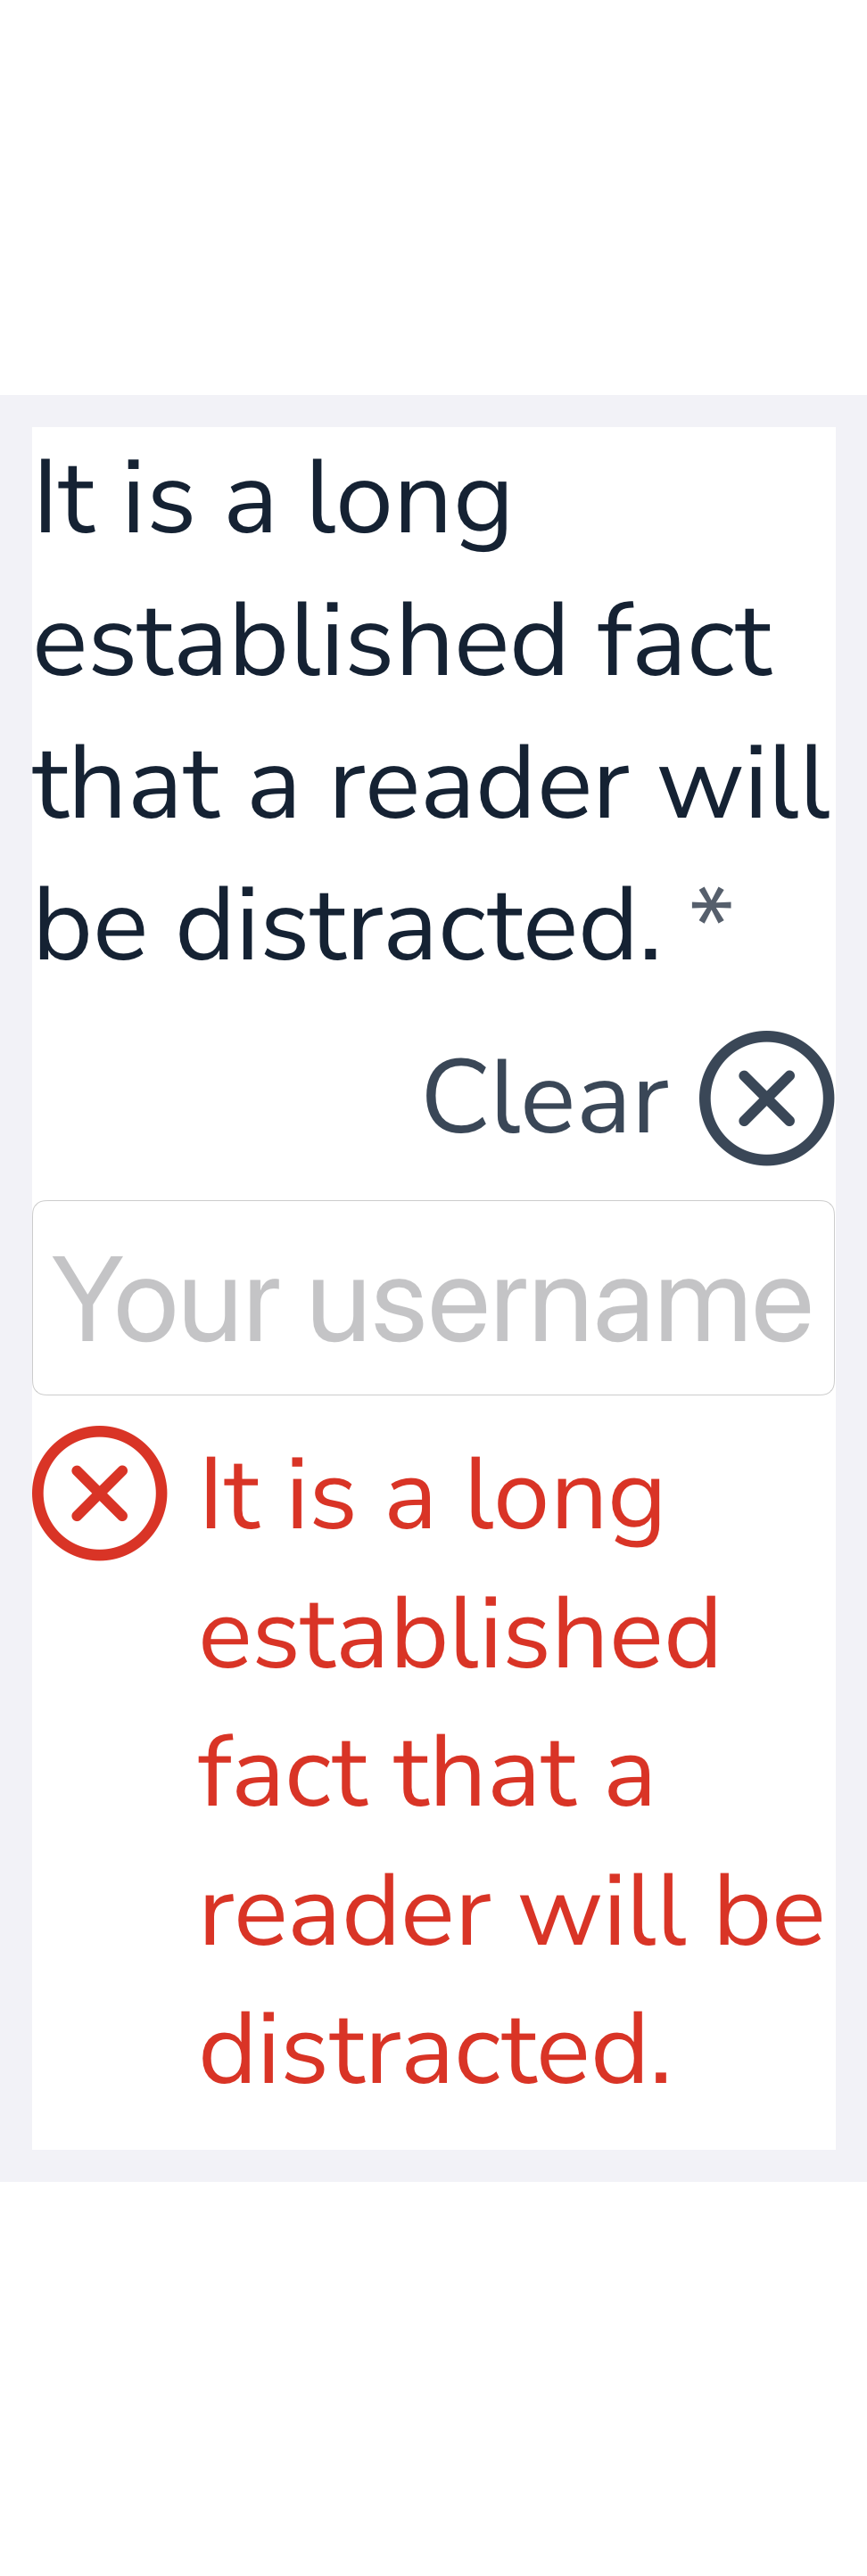 It is a long
established fact
that a reader will
be distracted. *
Clear
Your username
It is a long
established
fact that a
reader will be
distracted.